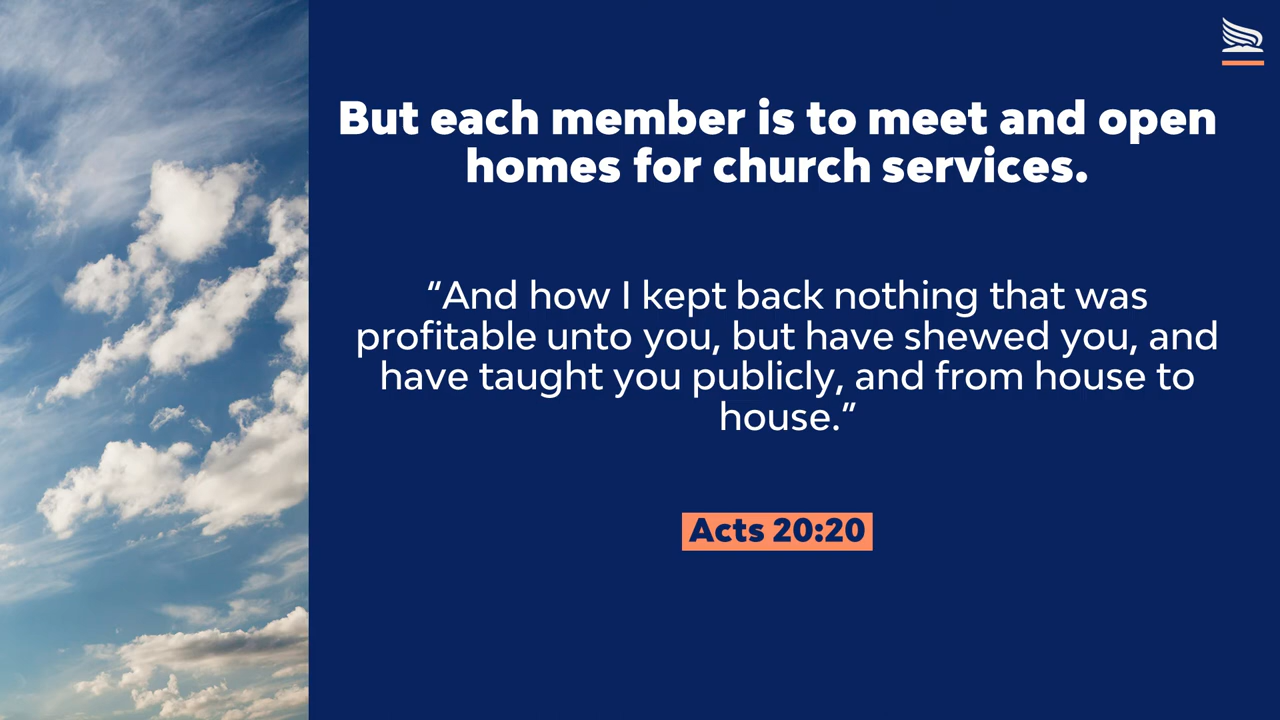 But each member is to meet and open
homes for church services.
“And how I kept back nothing that was
profitable unto you, but have shewed you, and
have taught you publicly, and from house to
house.”
Acts 20:20